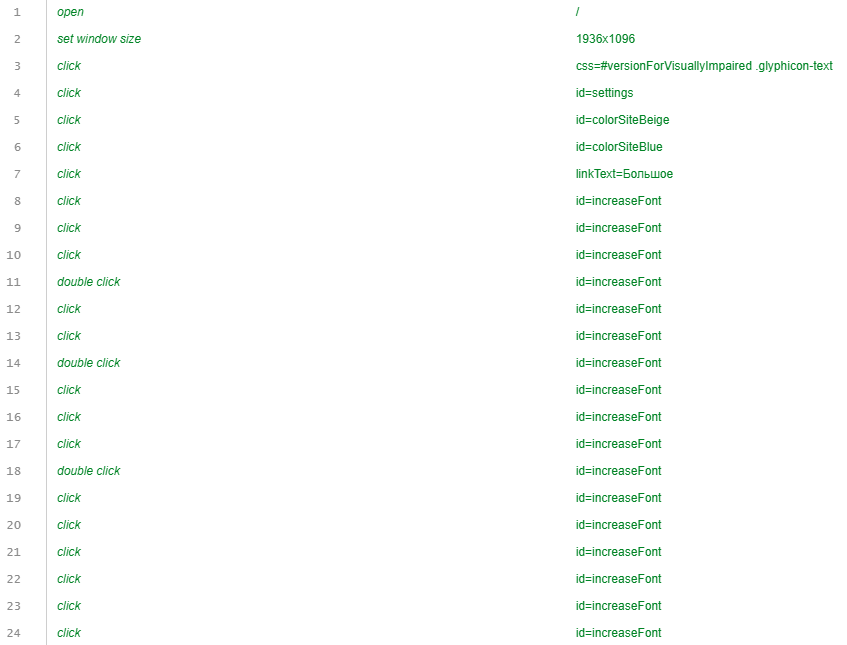 1 open /
2 set window size 1936x1096
3 click css=#versionForVisuallyImpaired .glyphicon-text
4 click id=settings
5 click id=colorSiteBeige
6 click id=colorSiteBlue
7 click linkText=Большое
8 click id=increaseFont
9 click id=increaseFont
10 click id=increaseFont
11 double click id=increaseFont
12 click id=increaseFont
13 click id=increaseFont
14 double click id=increaseFont
15 click id=increaseFont
16 click id=increaseFont
17 click id=increaseFont
18 double click id=increaseFont
19 click id=increaseFont
20 click id=increaseFont
21 click id=increaseFont
22 click id=increaseFont
23 click id=increaseFont
24 click id=increaseFont